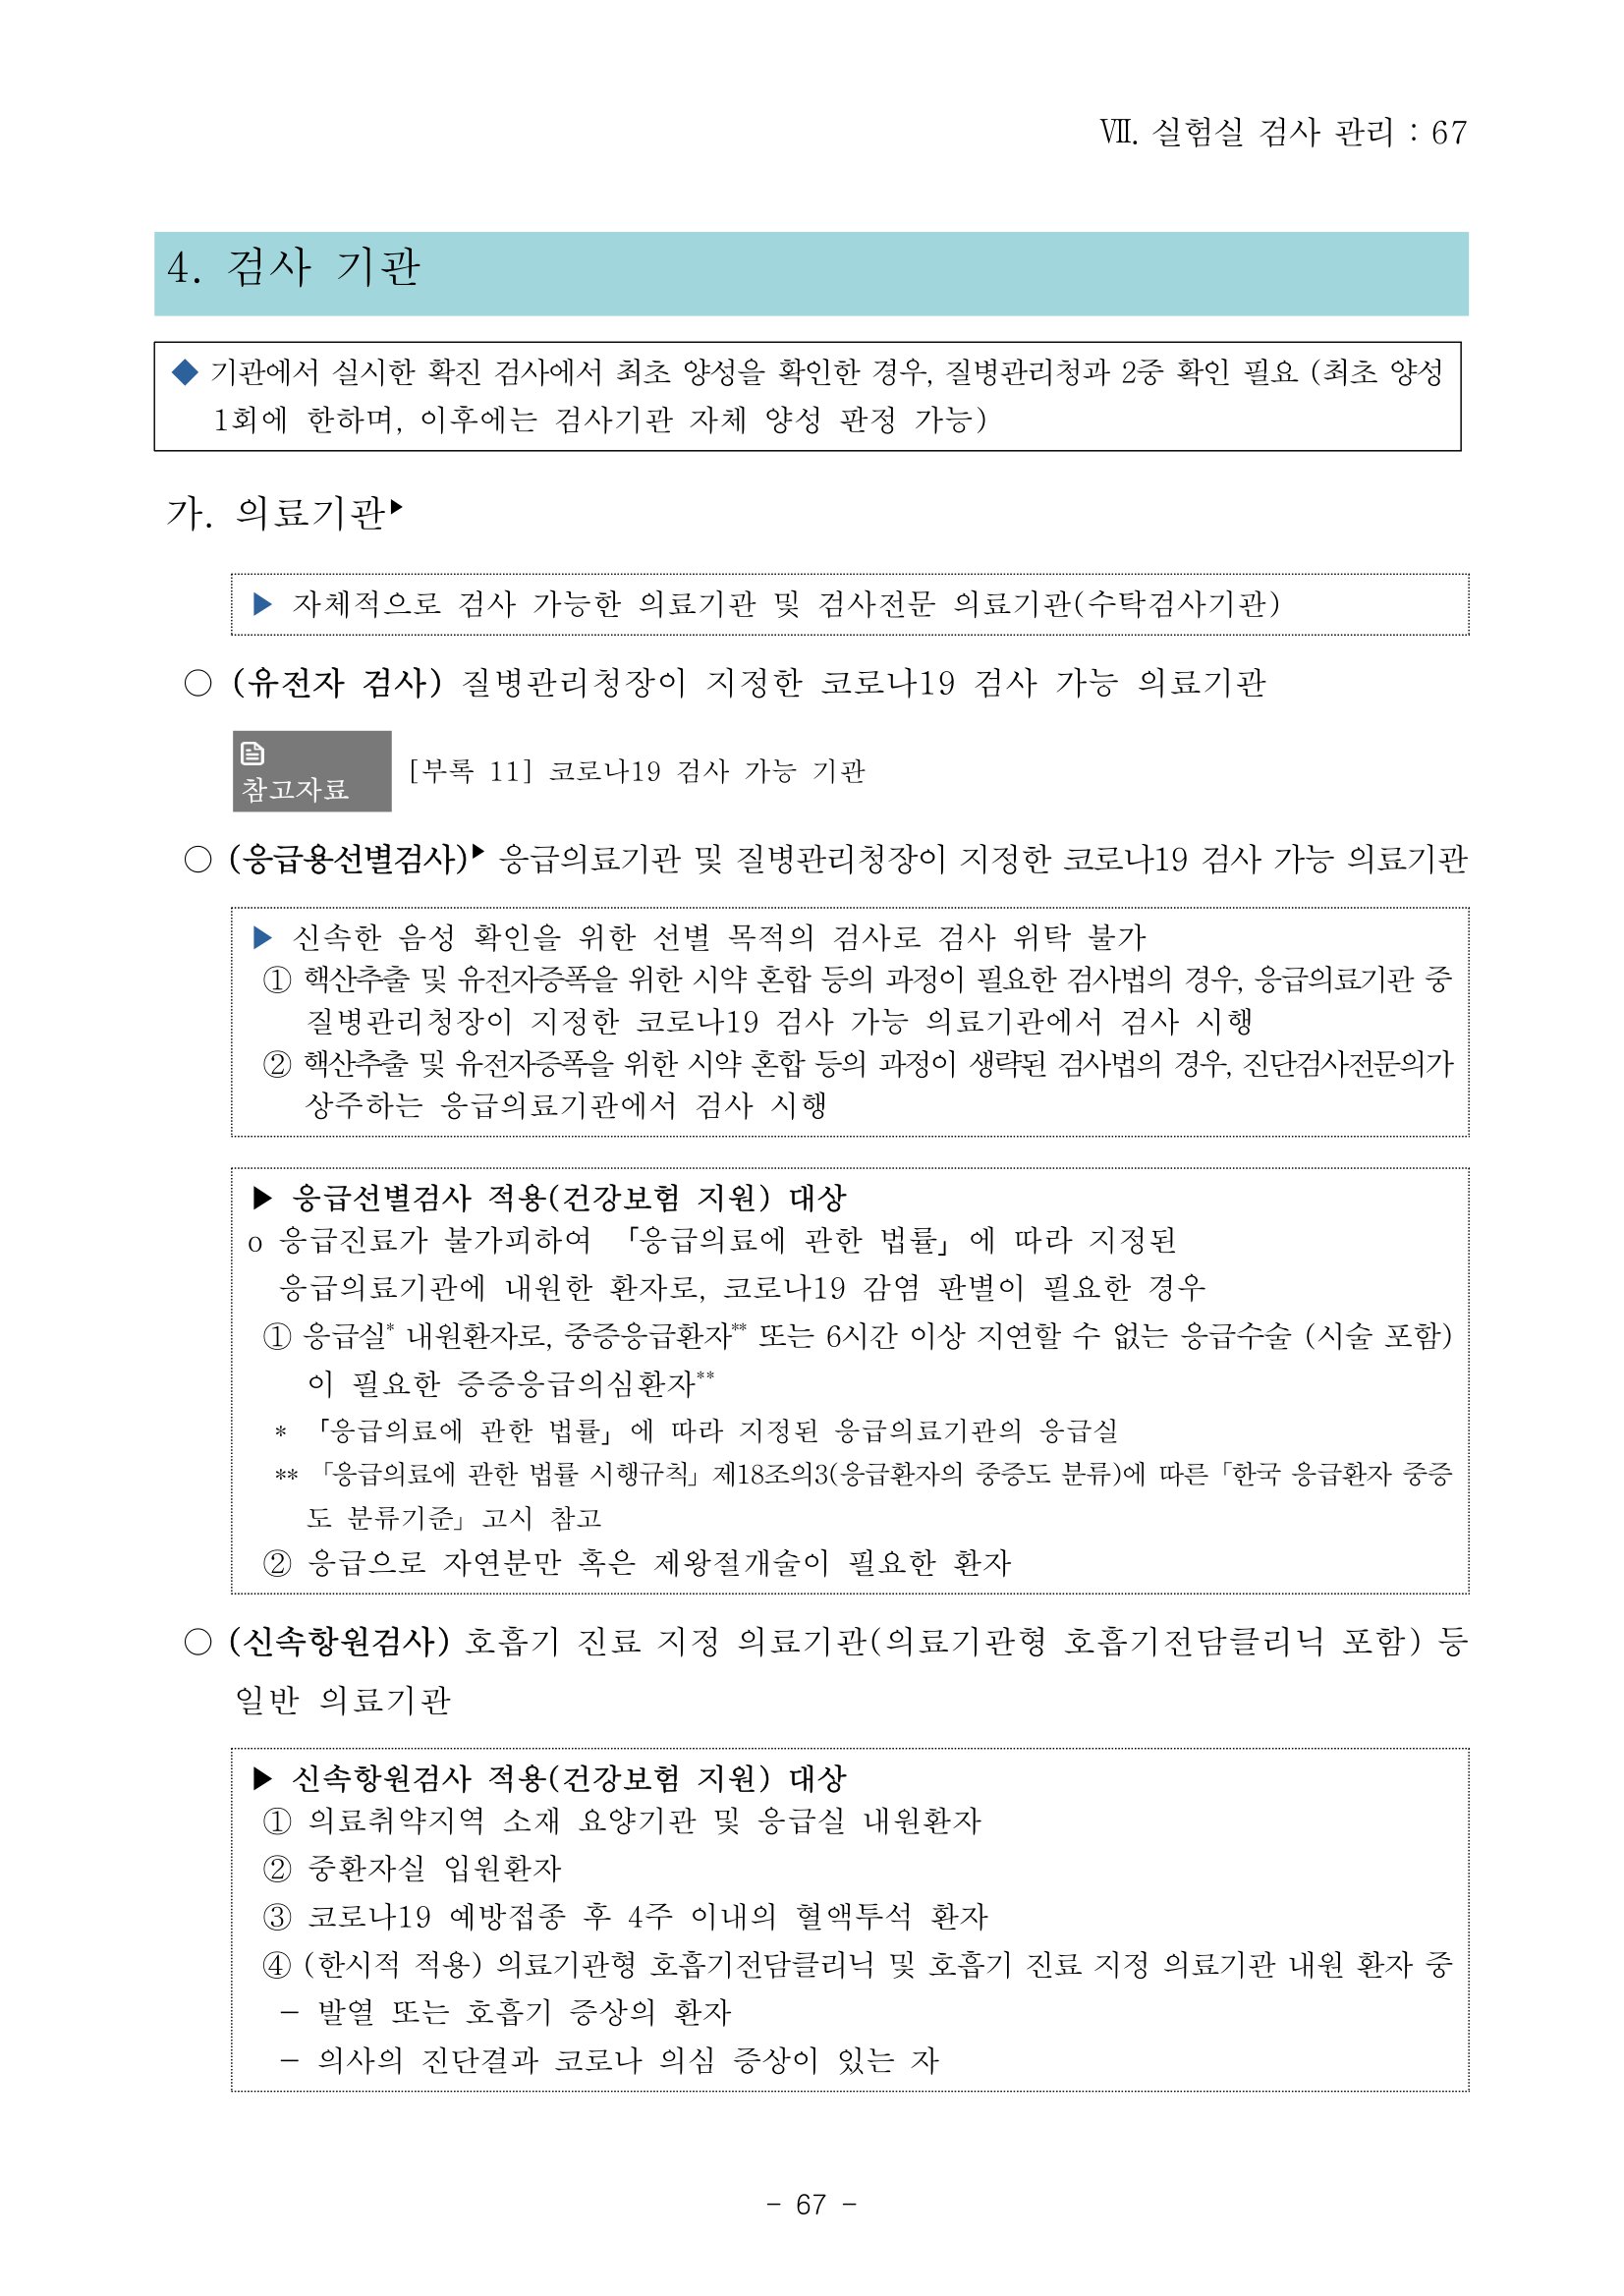 Ⅶ. 실험실 검사 관리 : 67
4. 검사 기관
◆ 기관에서 실시한 확진 검사에서 최초 양성을 확인한 경우, 질병관리청과 2중 확인 필요 (최초 양성
1회에 한하며, 이후에는 검사기관 자체 양성 판정 가능)
가. 의료기관▶
▶ 자체적으로 검사 가능한 의료기관 및 검사전문 의료기관(수탁검사기관)
○ (유전자 검사) 질병관리청장이 지정한 코로나19 검사 가능 의료기관
참고자료 [부록 11] 코로나19 검사 가능 기관
○ (응급용선별검사)▶ 응급의료기관 및 질병관리청장이 지정한 코로나19 검사 가능 의료기관
▶ 신속한 음성 확인을 위한 선별 목적의 검사로 검사 위탁 불가
① 핵산추출 및 유전자증폭을 위한 시약 혼합 등의 과정이 필요한 검사법의 경우, 응급의료기관 중
질병관리청장이 지정한 코로나19 검사 가능 의료기관에서 검사 시행
② 핵산추출 및 유전자증폭을 위한 시약 혼합 등의 과정이 생략된 검사법의 경우, 진단검사전문의가
상주하는 응급의료기관에서 검사 시행
▶ 응급선별검사 적용(건강보험 지원) 대상
o 응급진료가 불가피하여 「응급의료에 관한 법률」에 따라 지정된
응급의료기관에 내원한 환자로, 코로나19 감염 판별이 필요한 경우
① 응급실* 내원환자로, 중증응급환자** 또는 6시간 이상 지연할 수 없는 응급수술 (시술 포함)
이 필요한 증증응급의심환자**
* 「응급의료에 관한 법률」에 따라 지정된 응급의료기관의 응급실
** 「응급의료에 관한 법률 시행규칙」제18조의3(응급환자의 중증도 분류)에 따른「한국 응급환자 중증
도 분류기준」고시 참고
② 응급으로 자연분만 혹은 제왕절개술이 필요한 환자
○ (신속항원검사) 호흡기 진료 지정 의료기관(의료기관형 호흡기전담클리닉 포함) 등
일반 의료기관
▶ 신속항원검사 적용(건강보험 지원) 대상
① 의료취약지역 소재 요양기관 및 응급실 내원환자
② 중환자실 입원환자
③ 코로나19 예방접종 후 4주 이내의 혈액투석 환자
④ (한시적 적용) 의료기관형 호흡기전담클리닉 및 호흡기 진료 지정 의료기관 내원 환자 중
- 발열 또는 호흡기 증상의 환자
- 의사의 진단결과 코로나 의심 증상이 있는 자
- 67 -